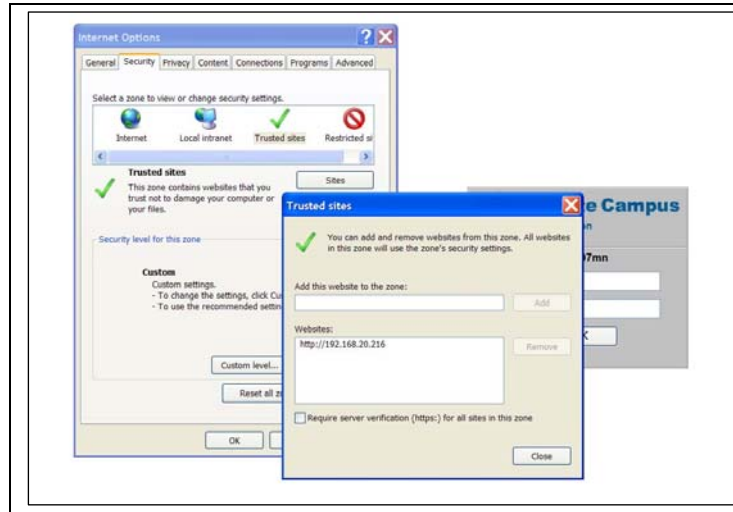 Internet Options
General Security Privacy Content Connections Programs Advanced
Select a zone to view or change security settings.
Internet Local intranet Trusted sites Restricted si
Trusted sites
This zone contains websites that you
trust not to damage your computer or
your files.
Sites
Security level for this zone
Custom
Custom settings.
- To change the settings, click Cu
- To use the recommended settin
Custom level...
Reset all z
OK
Trusted sites
You can add and remove websites from this zone. All websites
in this zone will use the zone's security settings.
Add this website to the zone:
Add
Websites:
http://192.168.20.216
Remove
Require server verification (https:) for all sites in this zone
Close
e Campus
on
07mn